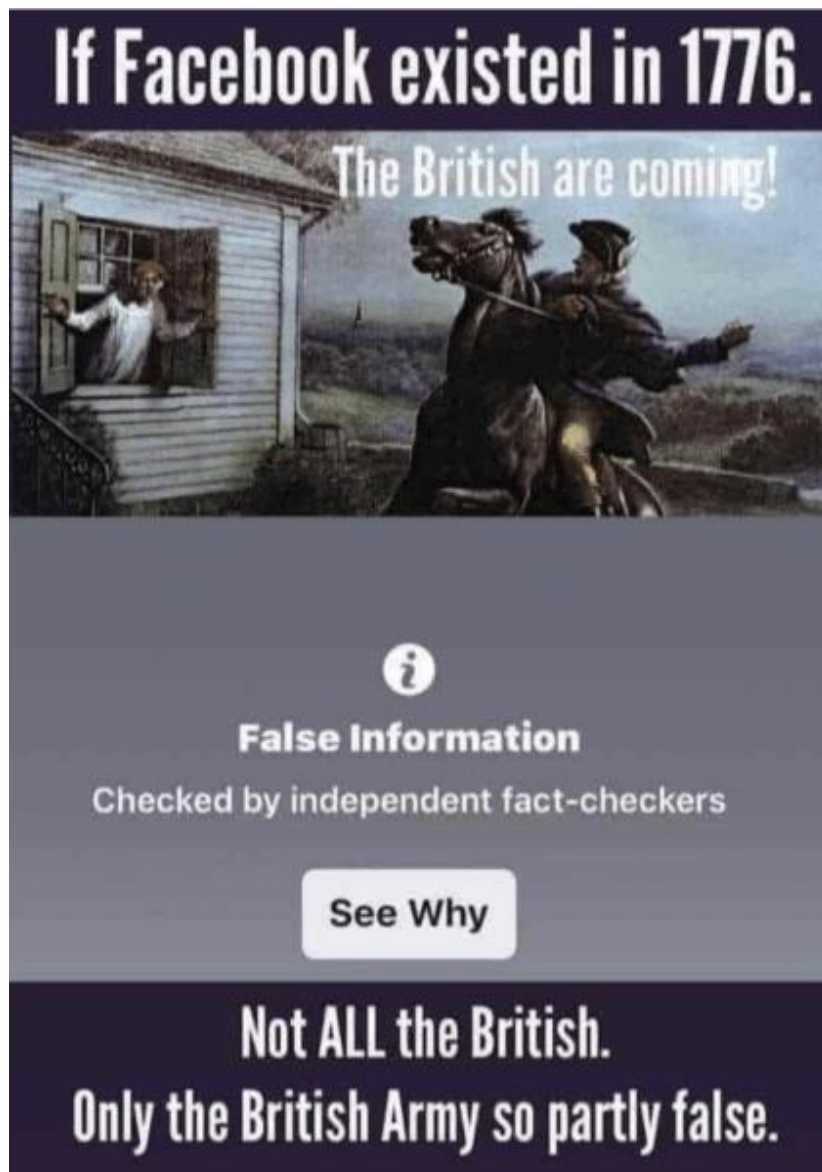 If Facebook existed in 1776.
The British are coming!
False Information
Checked by independent fact-checkers
See Why
Not ALL the British.
Only the British Army so partly false.